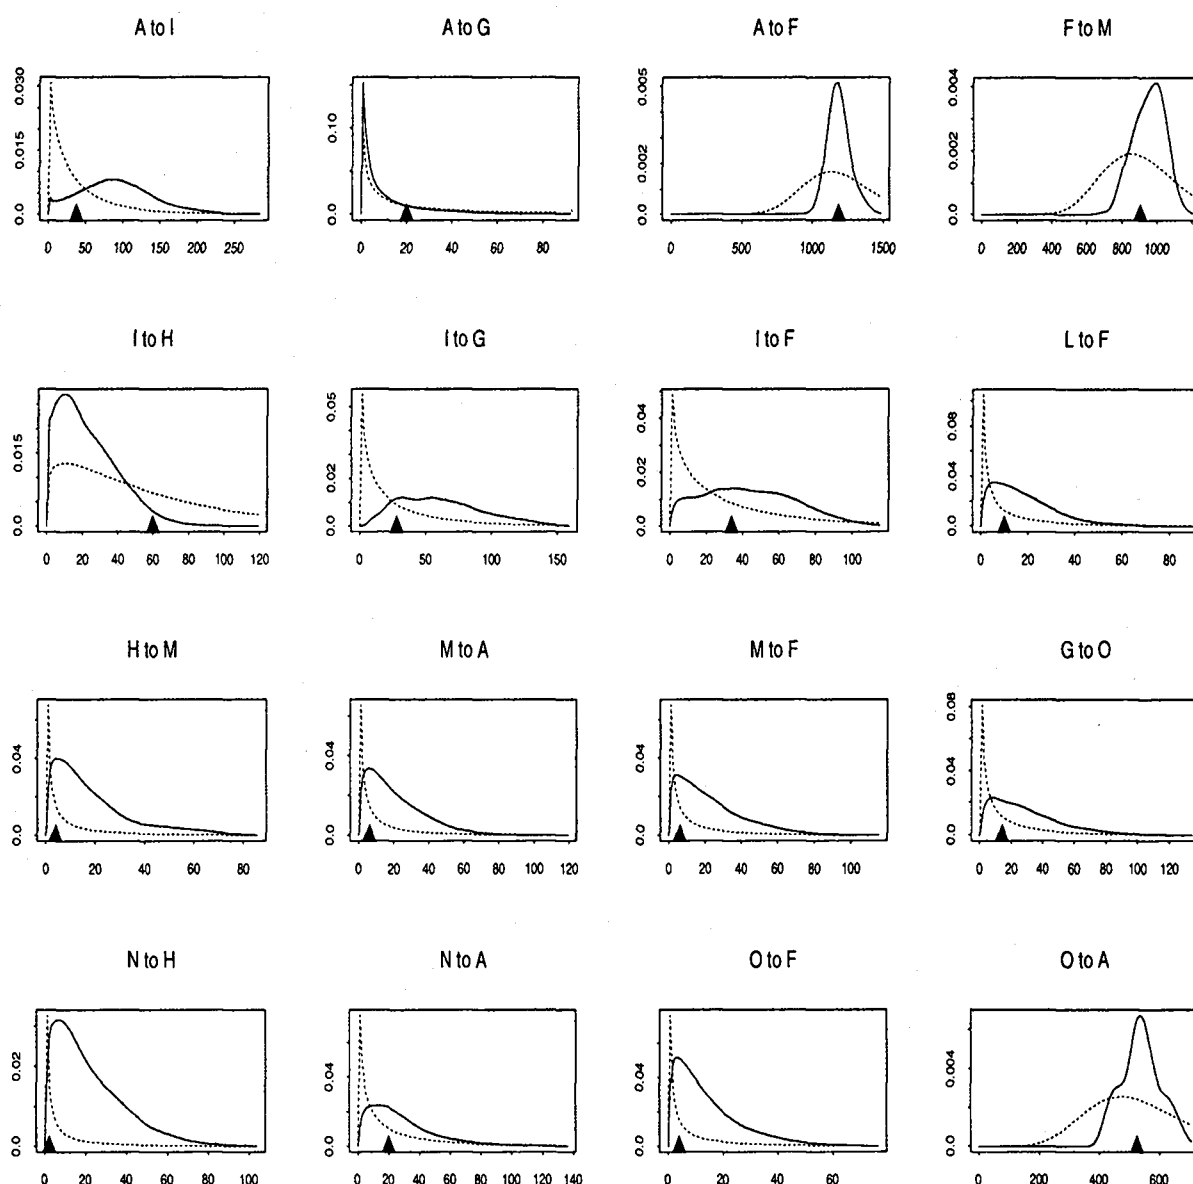 A to I
A to G
A to F
F to M
0.0 0.015 0.030
0 50 100 150 200 250
0.0 0.10
0 20 40 60 80
0.0 0.002 0.005
0 500 1000 1500
0.0 0.002 0.004
0 200 400 600 800 1000
I to H
I to G
I to F
L to F
0.0 0.015
0 20 40 60 80 100 120
0.0 0.02 0.05
0 50 100 150
0.0 0.02 0.04
0 20 40 60 80 100
0.0 0.04 0.08
0 20 40 60 80
H to M
M to A
M to F
G to O
0.0 0.04
0 20 40 60 80
0.0 0.04
0 20 40 60 80 100 120
0.0 0.04
0 20 40 60 80 100
0.0 0.04 0.08
0 20 40 60 80 100 120
N to H
N to A
O to F
O to A
0.0 0.02
0 20 40 60 80 100
0.0 0.04
0 20 40 60 80 100 120 140
0.0 0.04
0 20 40 60
0.0 0.004
0 200 400 600